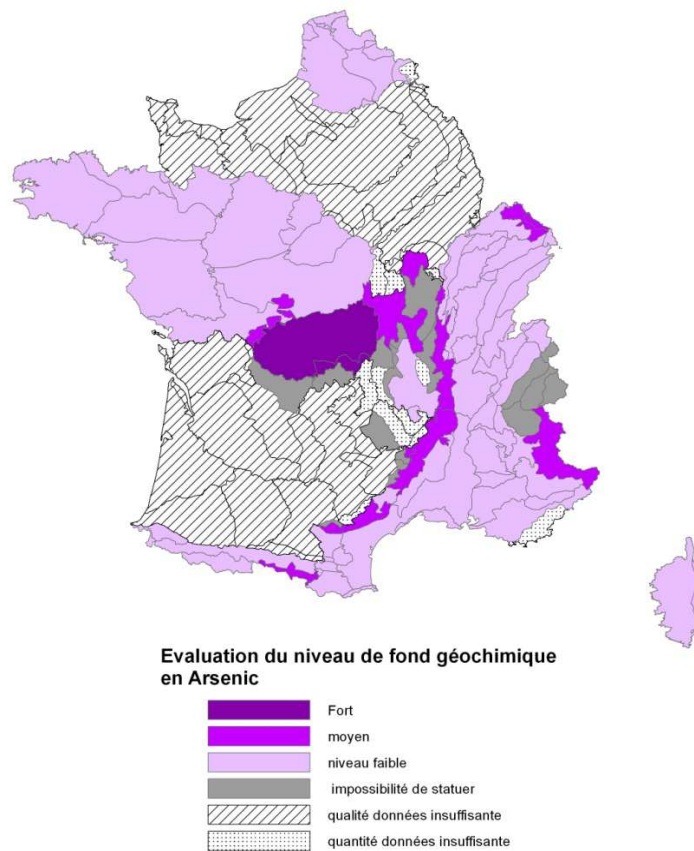 Evaluation du niveau de fond géochimique
en Arsenic
Fort
moyen
niveau faible
impossibilité de statuer
qualité données insuffisante
quantité données insuffisante